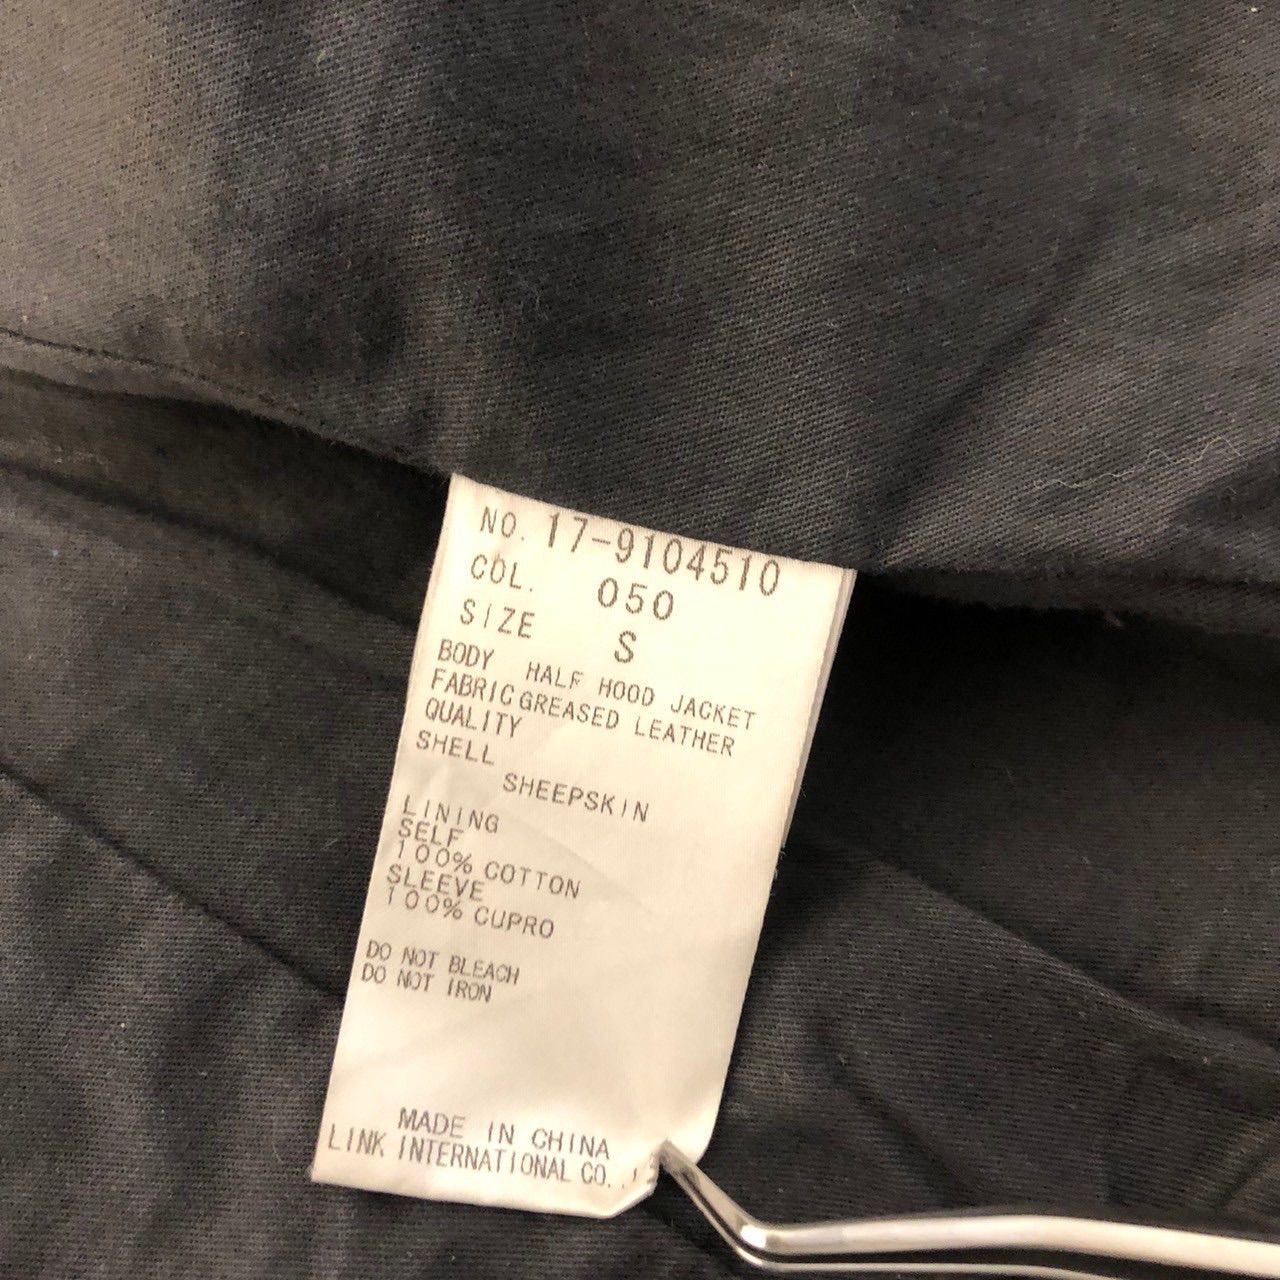 NO. 17-9104510
COL. 050
SIZE S
BODY HALF HOOD JACKET
FABRIC GREASED LEATHER
QUALITY
SHELL
SHEEPSKIN
LINING
SELF
100% COTTON
SLEEVE
100% CUPRO
DO NOT BLEACH
DO NOT IRON
MADE IN CHINA
LINK INTERNATIONAL CO.,